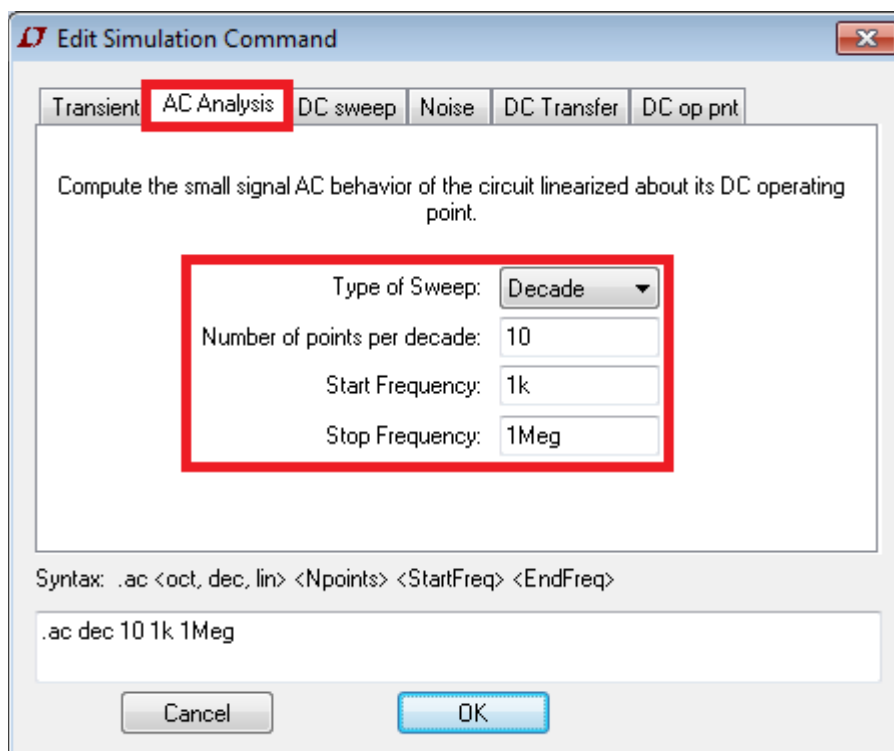 Edit Simulation Command
Transient AC Analysis DC sweep Noise DC Transfer DC op pnt
Compute the small signal AC behavior of the circuit linearized about its DC operating
point.
Type of Sweep: Decade
Number of points per decade: 10
Start Frequency: 1k
Stop Frequency: 1Meg
Syntax: .ac <oct, dec, lin> <Npoints> <StartFreq> <EndFreq>
.ac dec 10 1k 1Meg
Cancel OK